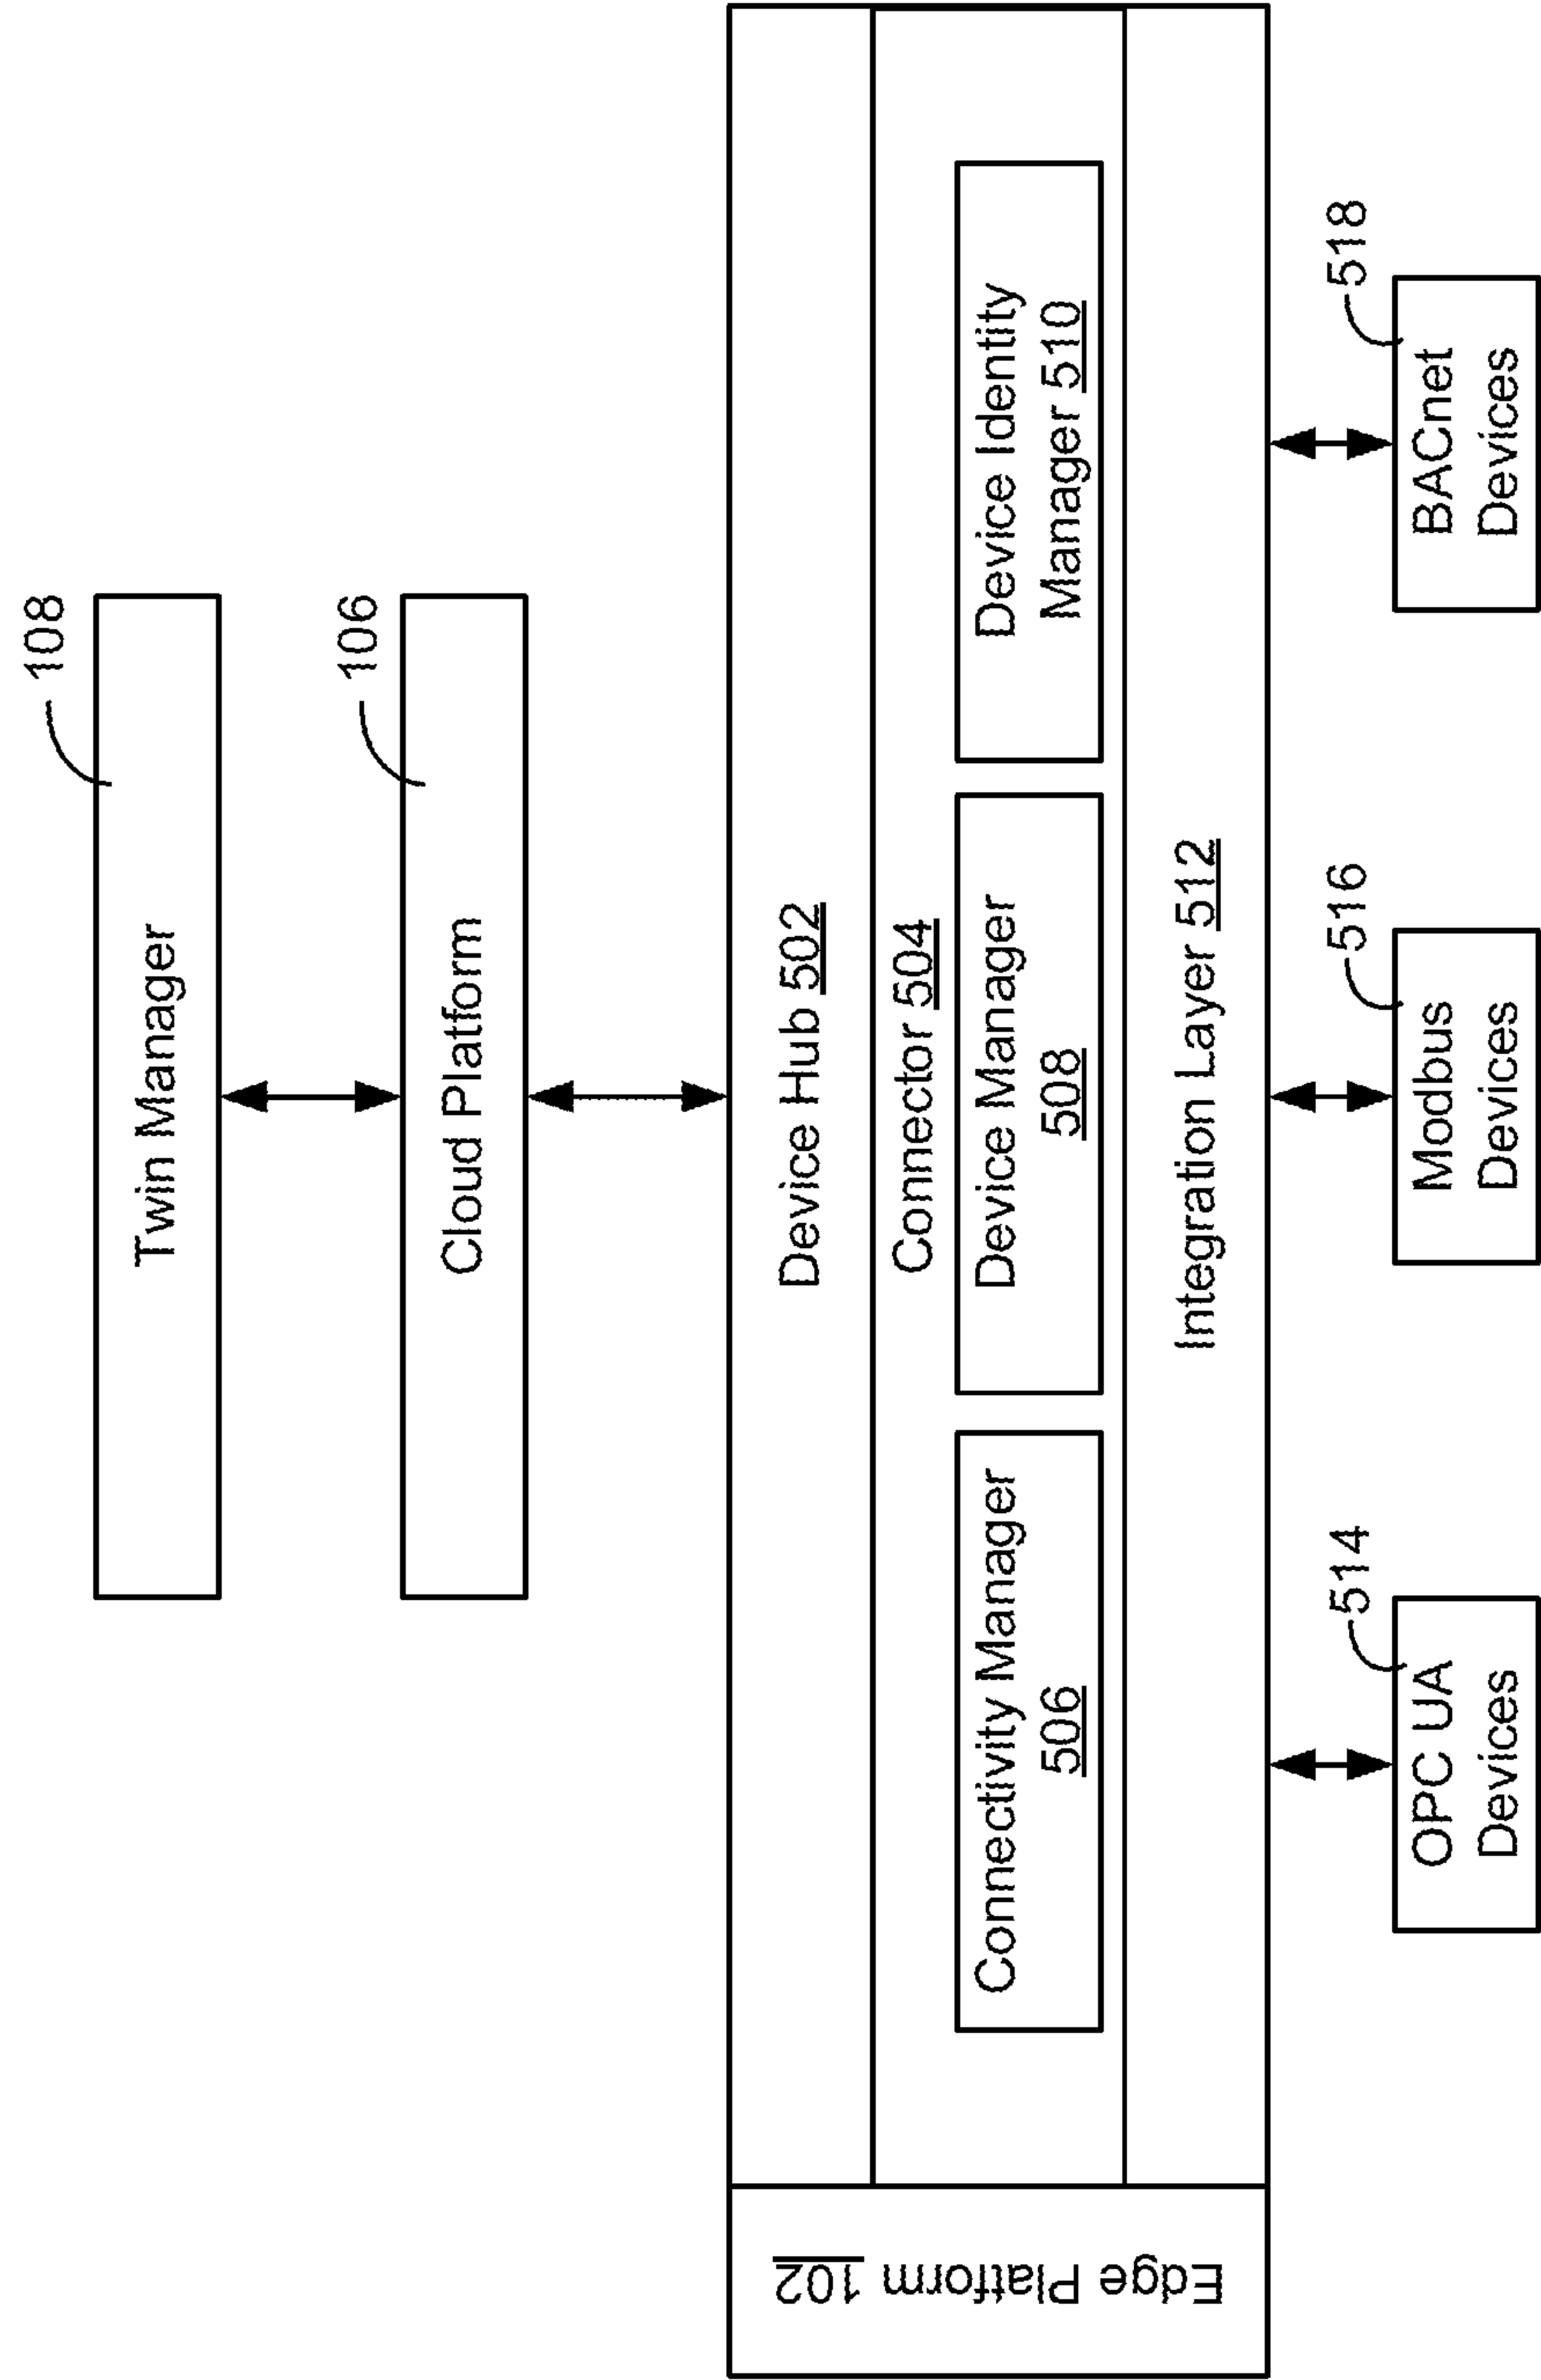 108
Twin Manager
106
Cloud Platform
Edge Platform 102
Device Hub 502
Connector 504
Connectivity Manager
506
Device Manager
508
Device Identity
Manager 510
Integration Layer 512
514
OPC UA
Devices
516
Modbus
Devices
518
BACnet
Devices